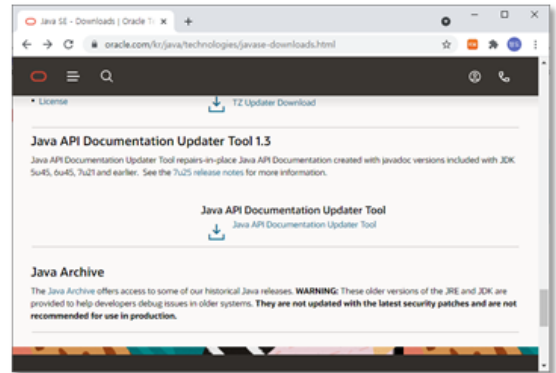 Java SE - Downloads | Oracle Te
oracle.com/kr/java/technologies/javase-downloads.html
License
TZ Updater Download
Java API Documentation Updater Tool 1.3
Java API Documentation Updater Tool repairs-in-place Java API Documentation created with javadoc versions included with JDK
5u45, 6u45, 7u21 and earlier. See the 7u25 release notes for more information.
Java API Documentation Updater Tool
Java API Documentation Updater Tool
Java Archive
The Java Archive offers access to some of our historical Java releases. WARNING: These older versions of the JRE and JDK are
provided to help developers debug issues in older systems. They are not updated with the latest security patches and are not
recommended for use in production.